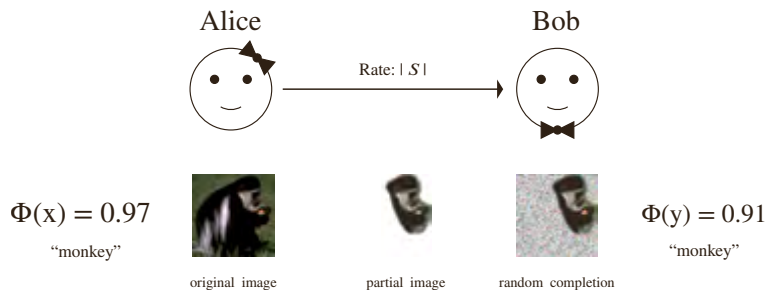 Alice
Bob
Rate: | S |
Φ(x) = 0.97
Φ(y) = 0.91
“monkey”
“monkey”
original image
partial image
random completion